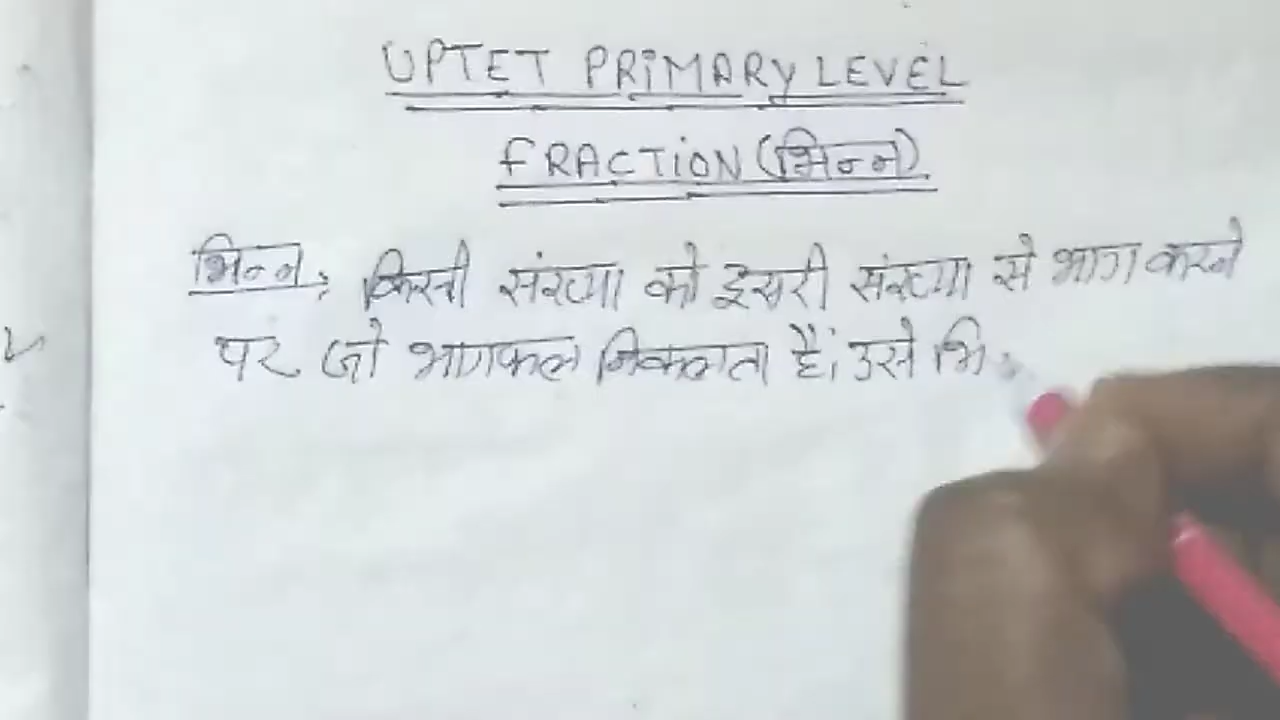 UPTET PRIMARY LEVEL
FRACTION (भिन्न)
भिन्न: किसी संख्या को दूसरी संख्या से भाग करने
पर जो भागफल निकलता है, उसे भि